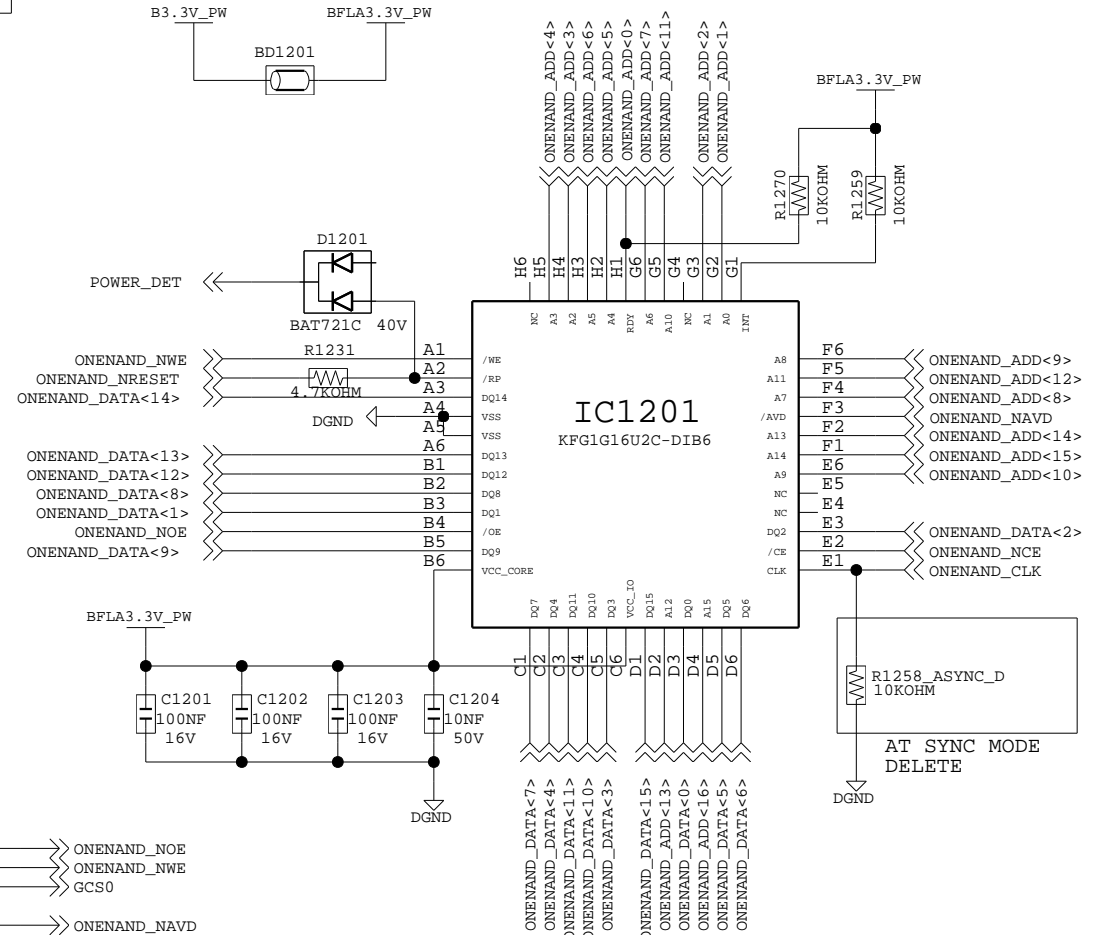 B3.3V_PW
BFLA3.3V_PW
BD1201
ONENAND_ADD<4>
ONENAND_ADD<3>
ONENAND_ADD<6>
ONENAND_ADD<5>
ONENAND_ADD<0>
ONENAND_ADD<7>
ONENAND_ADD<11>
ONENAND_ADD<2>
ONENAND_ADD<1>
BFLA3.3V_PW
R1270
10KOHM
R1259
10KOHM
D1201
POWER_DET
BAT721C 40V
H6
H5
H4
H3
H2
H1
G6
G5
G4
G3
G2
G1
NC
A3
A2
A5
A4
RDY
A6
A10
NC
A1
A0
INT
R1231
4.7KOHM
ONENAND_NWE
ONENAND_NRESET
ONENAND_DATA<14>
DGND
ONENAND_DATA<13>
ONENAND_DATA<12>
ONENAND_DATA<8>
ONENAND_DATA<1>
ONENAND_NOE
ONENAND_DATA<9>
A1
A2
A3
A4
A5
A6
B1
B2
B3
B4
B5
B6
/WE
/RP
DQ14
VSS
VSS
DQ13
DQ12
DQ8
DQ1
/OE
DQ9
VCC_CORE
IC1201
KFG1G16U2C-DIB6
A8
A11
A7
/AVD
A13
A14
A9
NC
NC
DQ2
/CE
CLK
F6
F5
F4
F3
F2
F1
E6
E5
E4
E3
E2
E1
ONENAND_ADD<9>
ONENAND_ADD<12>
ONENAND_ADD<8>
ONENAND_NAVD
ONENAND_ADD<14>
ONENAND_ADD<15>
ONENAND_ADD<10>
ONENAND_DATA<2>
ONENAND_NCE
ONENAND_CLK
DQ7
DQ4
DQ11
DQ10
DQ3
VCC_IO
DQ15
A12
DQ0
A15
DQ5
DQ6
C1
C2
C3
C4
C5
C6
D1
D2
D3
D4
D5
D6
BFLA3.3V_PW
C1201
100NF
16V
C1202
100NF
16V
C1203
100NF
16V
C1204
10NF
50V
DGND
R1258_ASYNC_D
10KOHM
AT SYNC MODE
DELETE
DGND
ONENAND_DATA<7>
ONENAND_DATA<4>
ONENAND_DATA<11>
ONENAND_DATA<10>
ONENAND_DATA<3>
ONENAND_DATA<15>
ONENAND_ADD<13>
ONENAND_DATA<0>
ONENAND_ADD<16>
ONENAND_DATA<5>
ONENAND_DATA<6>
ONENAND_NOE
ONENAND_NWE
GCS0
ONENAND_NAVD